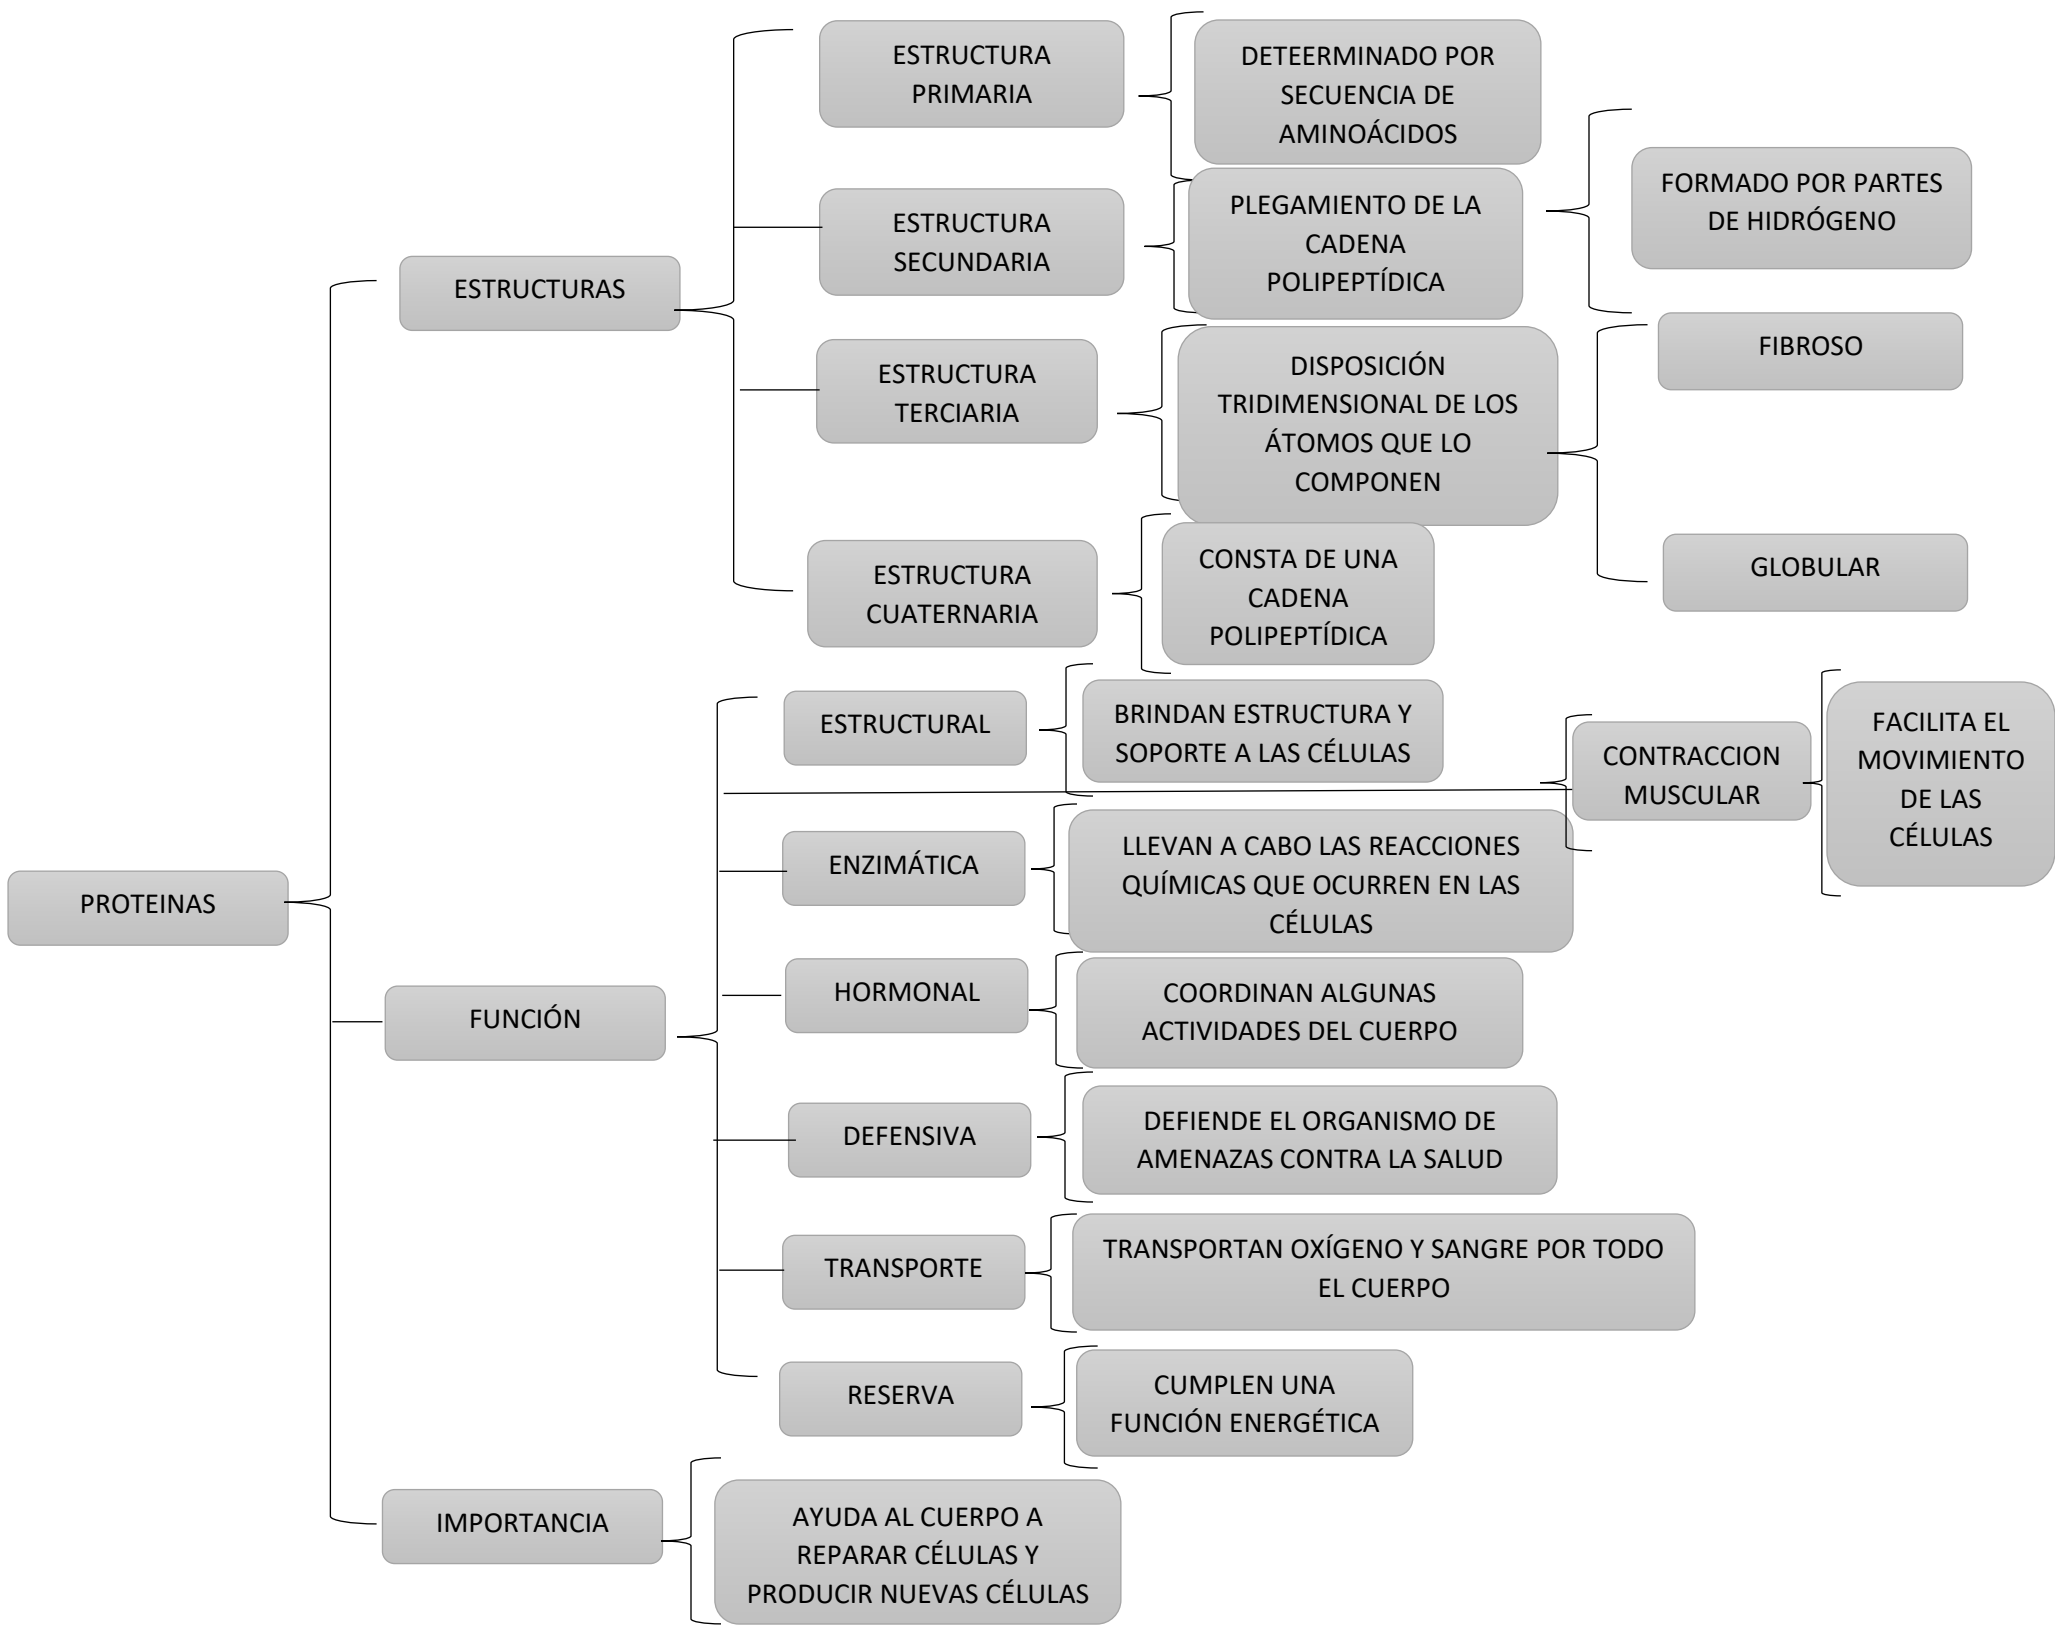 PROTEINAS
ESTRUCTURAS
ESTRUCTURA
PRIMARIA
DETEERMINADO POR
SECUENCIA DE
AMINOÁCIDOS
ESTRUCTURA
SECUNDARIA
PLEGAMIENTO DE LA
CADENA
POLIPEPTÍDICA
FORMADO POR PARTES
DE HIDRÓGENO
ESTRUCTURA
TERCIARIA
DISPOSICIÓN
TRIDIMENSIONAL DE LOS
ÁTOMOS QUE LO
COMPONEN
FIBROSO
GLOBULAR
ESTRUCTURA
CUATERNARIA
CONSTA DE UNA
CADENA
POLIPEPTÍDICA
FUNCIÓN
ESTRUCTURAL
BRINDAN ESTRUCTURA Y
SOPORTE A LAS CÉLULAS
CONTRACCION
MUSCULAR
FACILITA EL
MOVIMIENTO
DE LAS
CÉLULAS
ENZIMÁTICA
LLEVAN A CABO LAS REACCIONES
QUÍMICAS QUE OCURREN EN LAS
CÉLULAS
HORMONAL
COORDINAN ALGUNAS
ACTIVIDADES DEL CUERPO
DEFENSIVA
DEFIENDE EL ORGANISMO DE
AMENAZAS CONTRA LA SALUD
TRANSPORTE
TRANSPORTAN OXÍGENO Y SANGRE POR TODO
EL CUERPO
RESERVA
CUMPLEN UNA
FUNCIÓN ENERGÉTICA
IMPORTANCIA
AYUDA AL CUERPO A
REPARAR CÉLULAS Y
PRODUCIR NUEVAS CÉLULAS